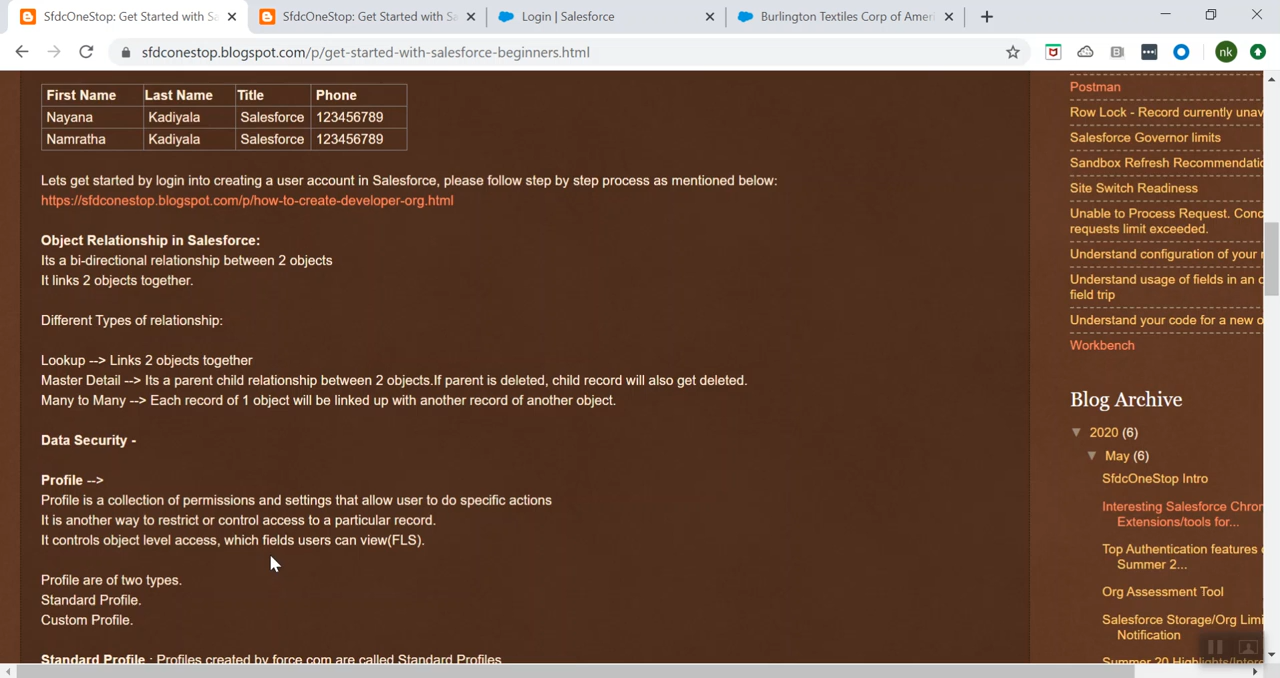 SfdcOneStop: Get Started with Sa
SfdcOneStop: Get Started with Sa
Login | Salesforce
Burlington Textiles Corp of Ameri
sfdconestop.blogspot.com/p/get-started-with-salesforce-beginners.html
nk
First Name Last Name Title Phone
Nayana Kadiyala Salesforce 123456789
Namratha Kadiyala Salesforce 123456789
Lets get started by login into creating a user account in Salesforce, please follow step by step process as mentioned below:
https://sfdconestop.blogspot.com/p/how-to-create-developer-org.html
Object Relationship in Salesforce:
Its a bi-directional relationship between 2 objects
It links 2 objects together.
Different Types of relationship:
Lookup --> Links 2 objects together
Master Detail --> Its a parent child relationship between 2 objects.If parent is deleted, child record will also get deleted.
Many to Many --> Each record of 1 object will be linked up with another record of another object.
Data Security -
Profile -->
Profile is a collection of permissions and settings that allow user to do specific actions
It is another way to restrict or control access to a particular record.
It controls object level access, which fields users can view(FLS).
Profile are of two types.
Standard Profile.
Custom Profile.
Standard Profile : Profiles created by force.com are called Standard Profiles
Postman
Row Lock - Record currently unav
Salesforce Governor limits
Sandbox Refresh Recommendatio
Site Switch Readiness
Unable to Process Request. Conc
requests limit exceeded.
Understand configuration of your
Understand usage of fields in an o
field trip
Understand your code for a new o
Workbench
Blog Archive
2020 (6)
May (6)
SfdcOneStop Intro
Interesting Salesforce Chron
Extensions/tools for...
Top Authentication features
Summer 2...
Org Assessment Tool
Salesforce Storage/Org Limi
Notification
Summer 20 Highlights/Intere